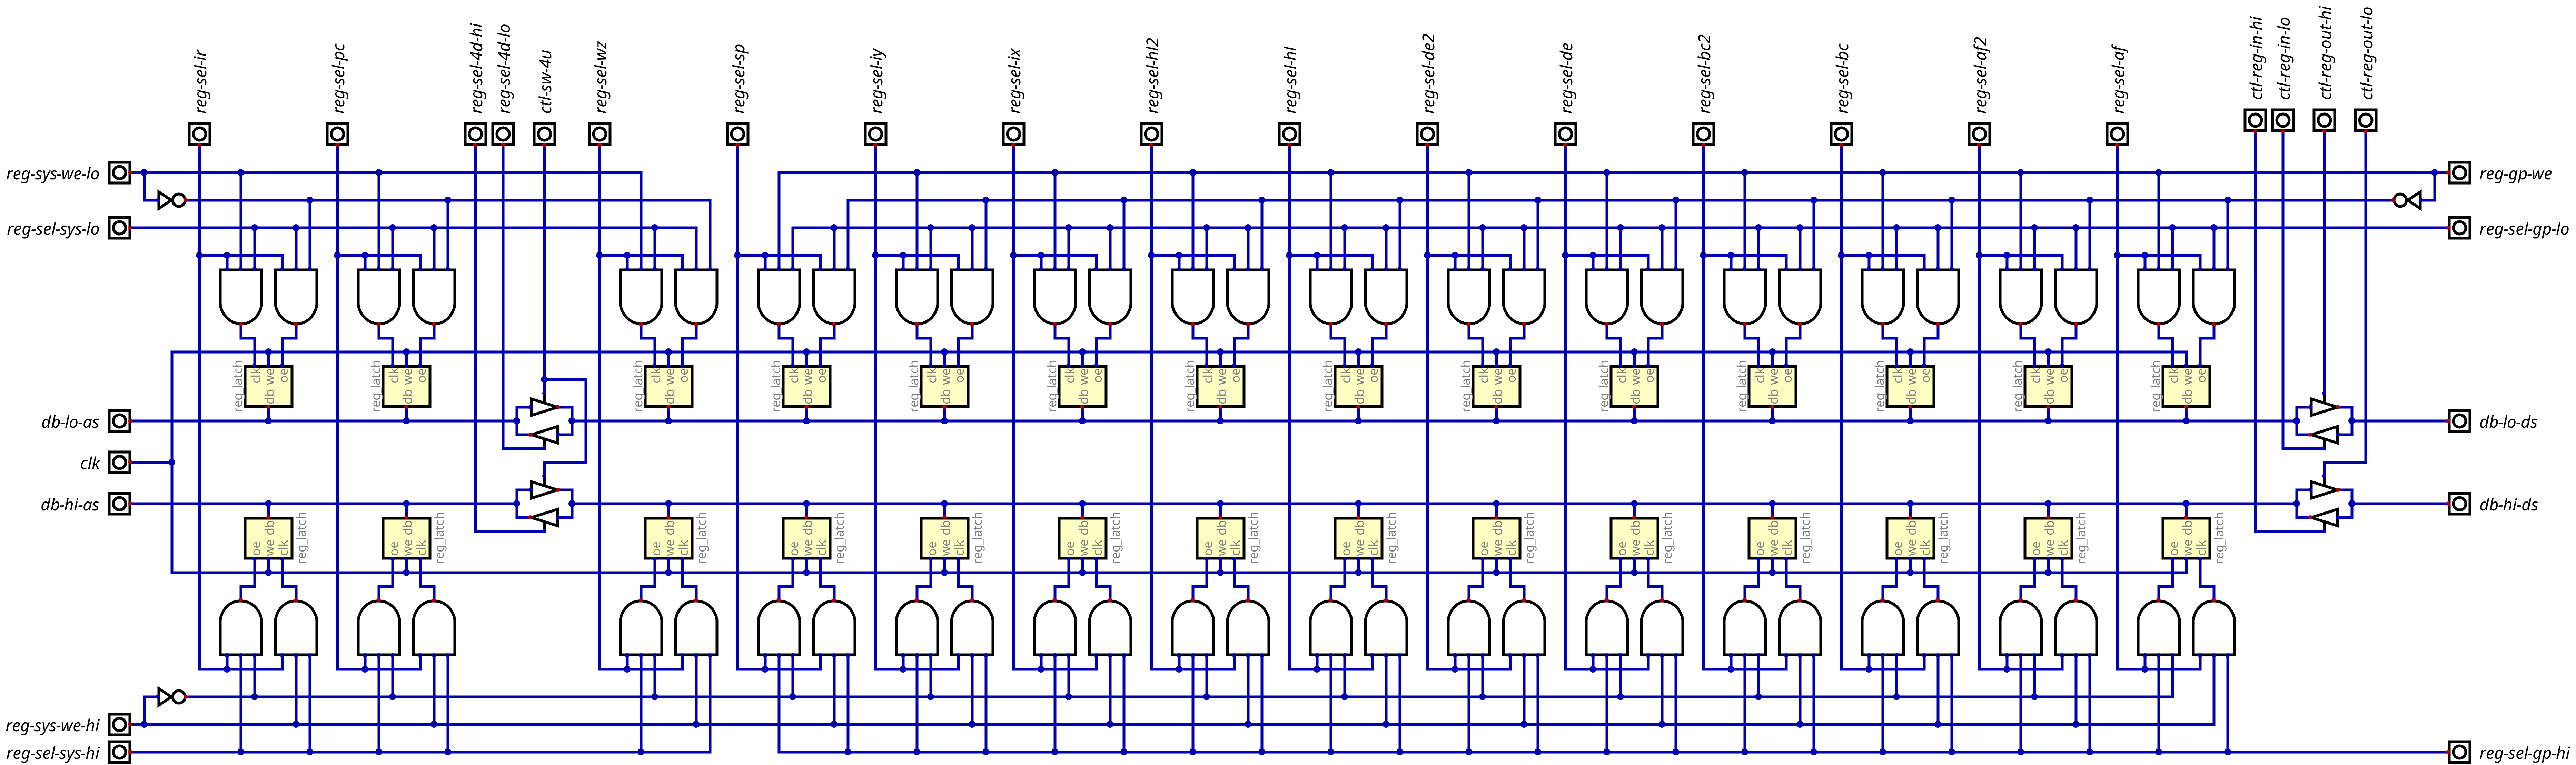 reg-sel-ir
reg-sel-pc
reg-sel-4d-hi
reg-sel-4d-lo
ctl-sw-4u
reg-sel-wz
reg-sel-sp
reg-sel-iy
reg-sel-ix
reg-sel-hl2
reg-sel-hl
reg-sel-de2
reg-sel-de
reg-sel-bc2
reg-sel-bc
reg-sel-af2
reg-sel-af
ctl-reg-in-hi
ctl-reg-in-lo
ctl-reg-out-hi
ctl-reg-out-lo
reg-sys-we-lo
reg-gp-we
reg-sel-sys-lo
reg-sel-gp-lo
reg_latch
clk
db we
oe
reg_latch
clk
db we
oe
reg_latch
clk
db we
oe
reg_latch
clk
db we
oe
reg_latch
clk
db we
oe
reg_latch
clk
db we
oe
reg_latch
clk
db we
oe
reg_latch
clk
db we
oe
reg_latch
clk
db we
oe
reg_latch
clk
db we
oe
reg_latch
clk
db we
oe
reg_latch
clk
db we
oe
reg_latch
clk
db we
oe
reg_latch
clk
db we
oe
db-lo-as
db-lo-ds
clk
db-hi-as
db-hi-ds
oe
we db
clk
reg_latch
oe
we db
clk
reg_latch
oe
we db
clk
reg_latch
oe
we db
clk
reg_latch
oe
we db
clk
reg_latch
oe
we db
clk
reg_latch
oe
we db
clk
reg_latch
oe
we db
clk
reg_latch
oe
we db
clk
reg_latch
oe
we db
clk
reg_latch
oe
we db
clk
reg_latch
oe
we db
clk
reg_latch
oe
we db
clk
reg_latch
oe
we db
clk
reg_latch
reg-sys-we-hi
reg-sel-sys-hi
reg-sel-gp-hi